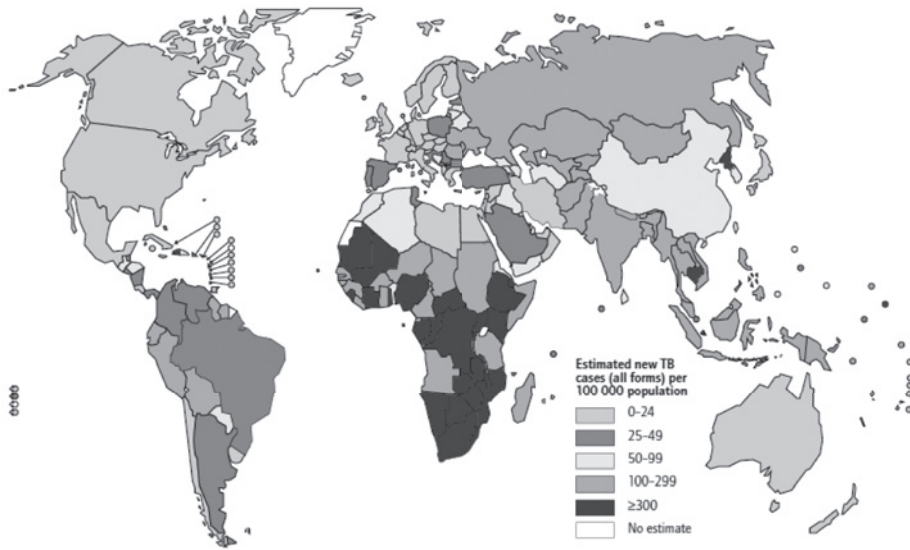 Estimated new TB
cases (all forms) per
100 000 population
0–24
25–49
50–99
100–299
≥300
No estimate